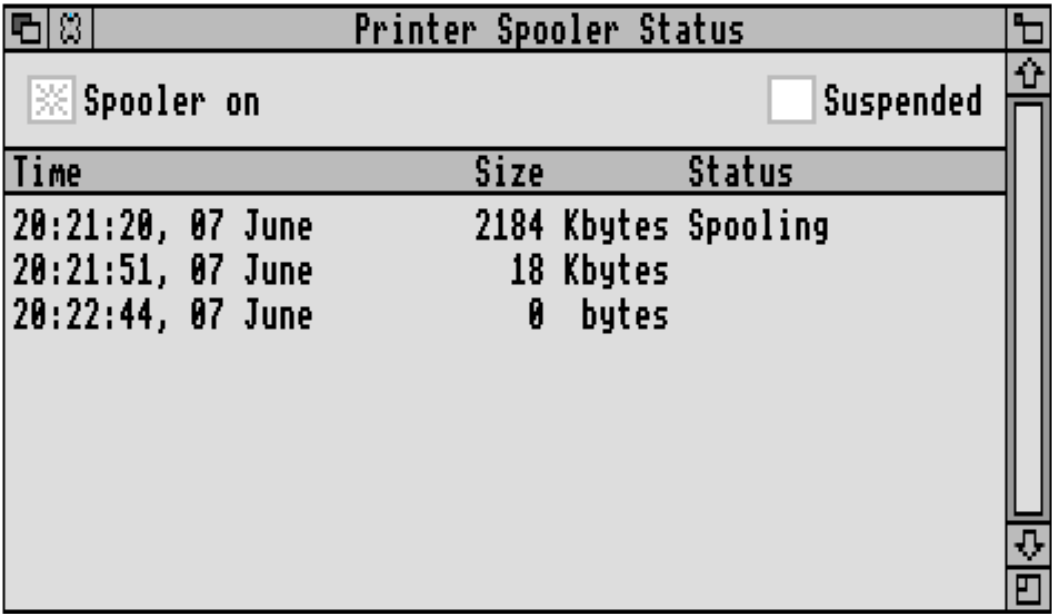 Printer Spooler Status
Spooler on Suspended
Time Size Status
20:21:20, 07 June 2184 Kbytes Spooling
20:21:51, 07 June 18 Kbytes
20:22:44, 07 June 0 bytes